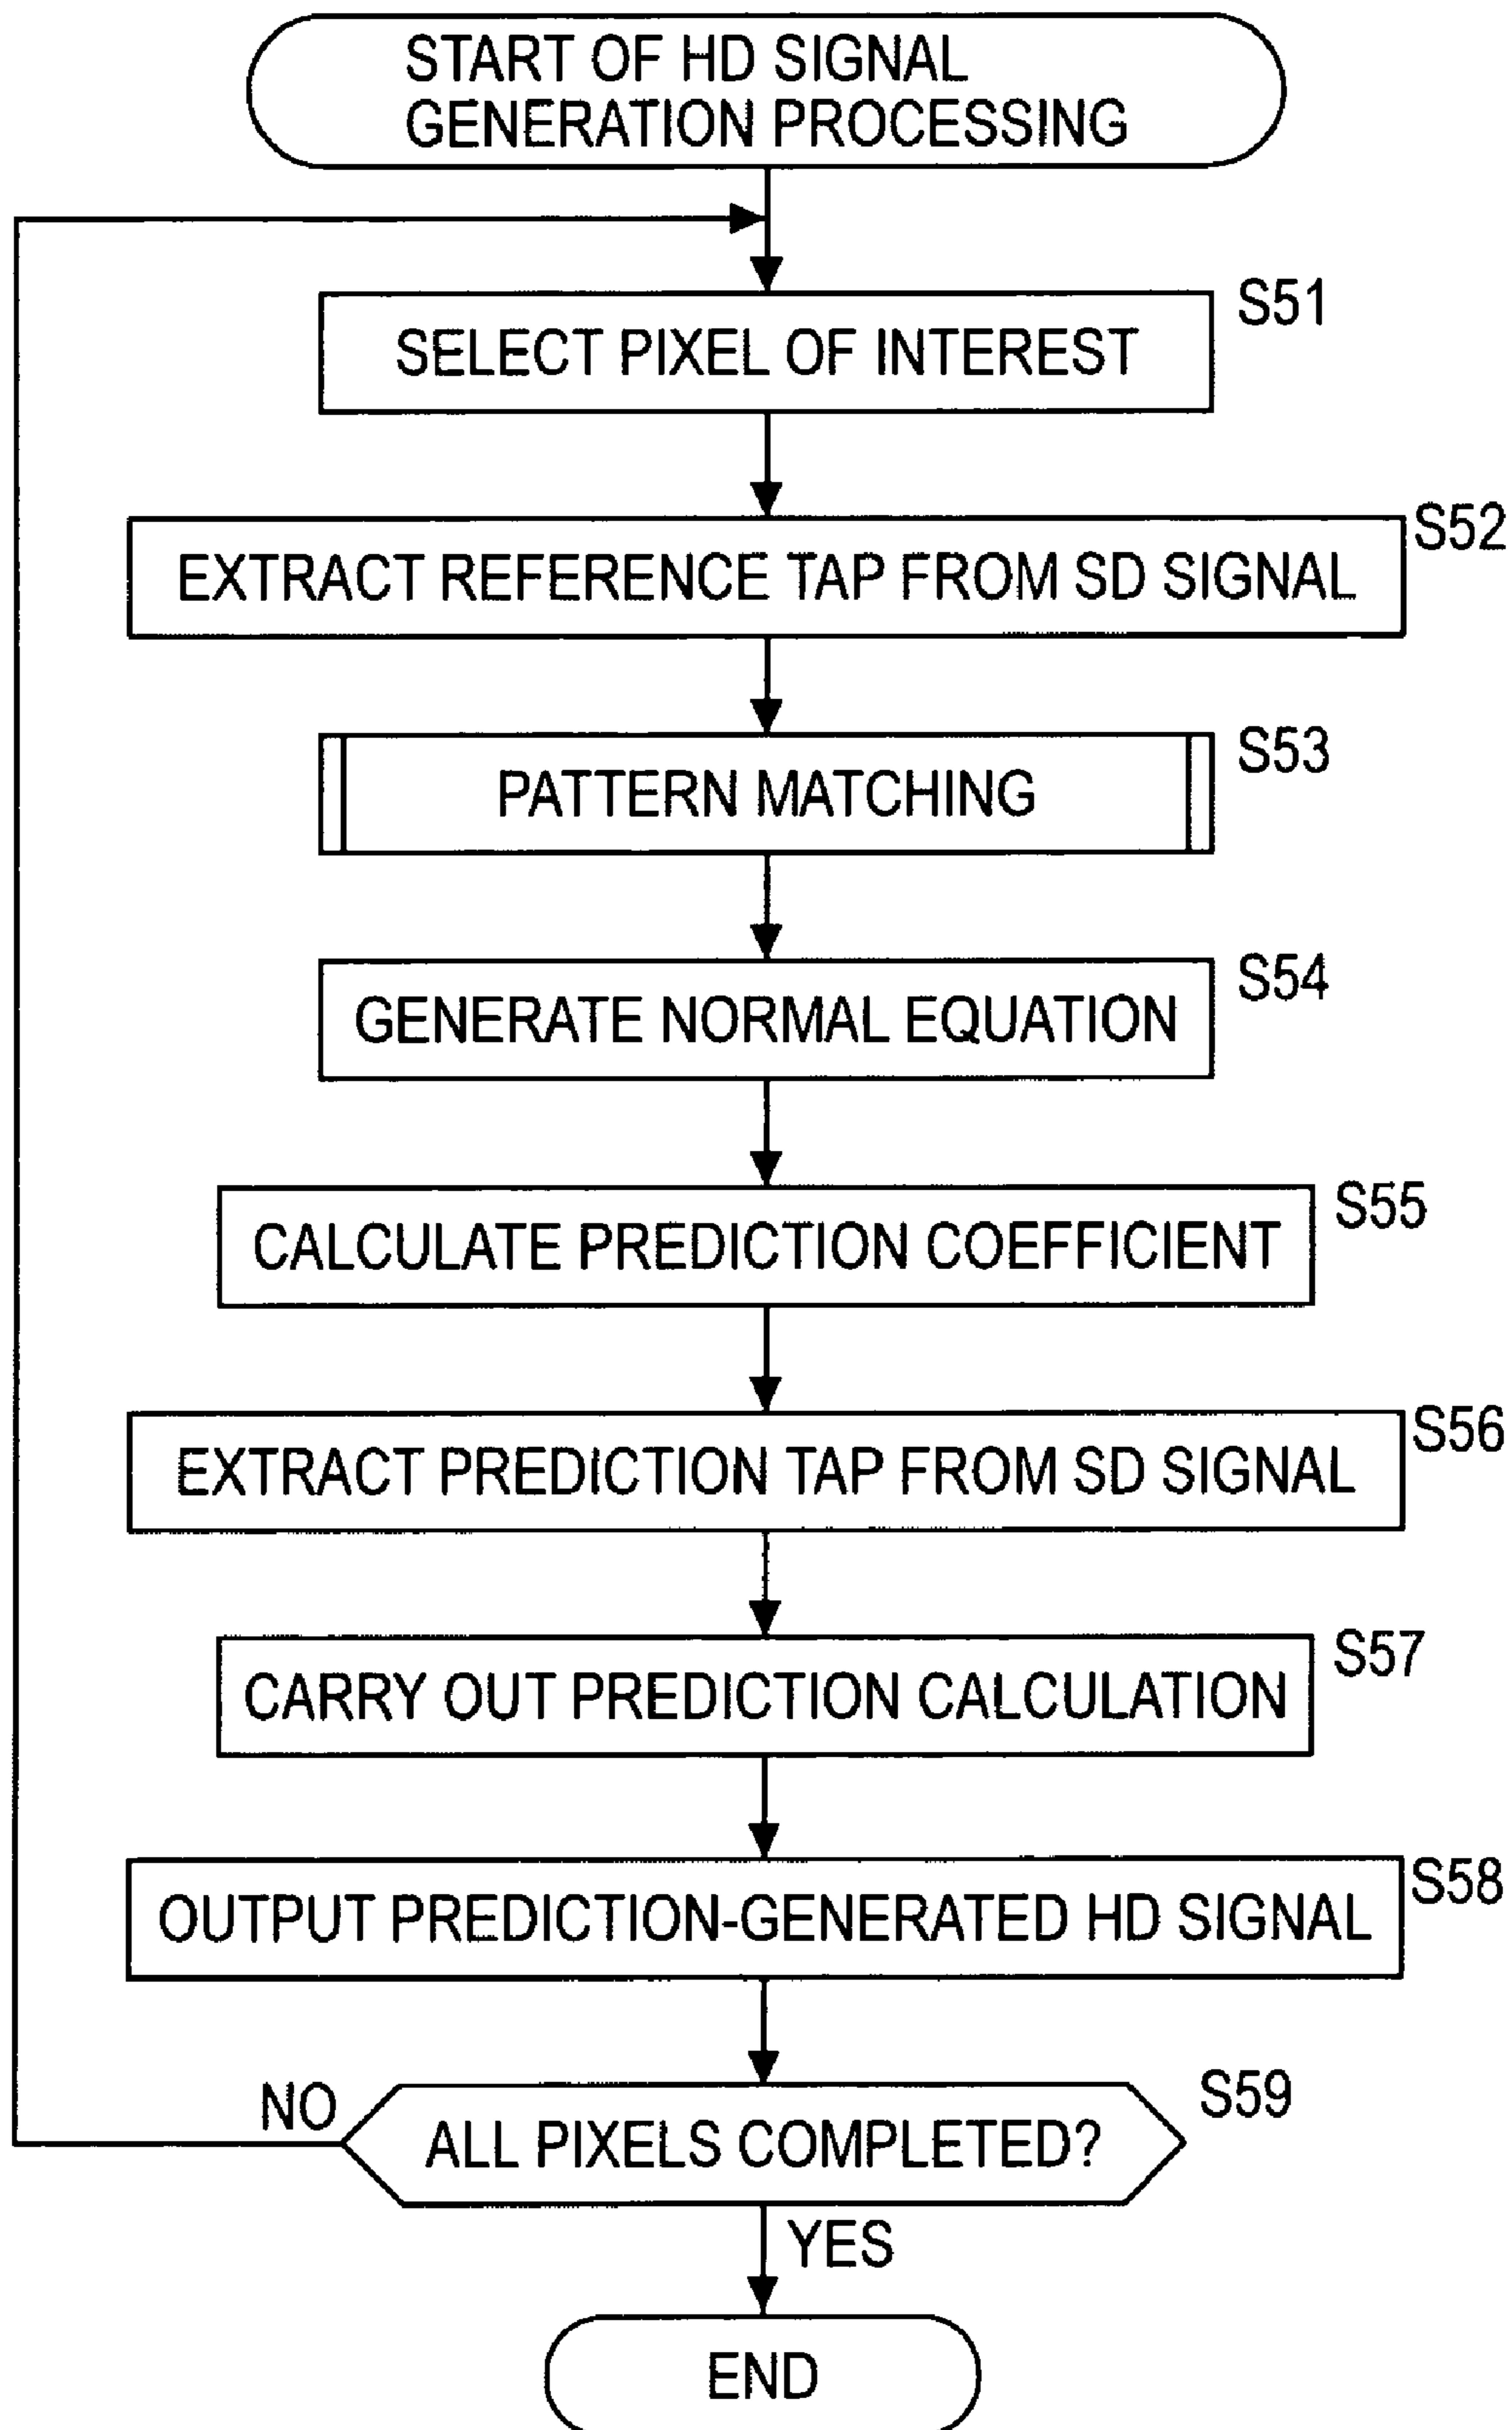 START OF HD SIGNAL
GENERATION PROCESSING
S51
SELECT PIXEL OF INTEREST
S52
EXTRACT REFERENCE TAP FROM SD SIGNAL
S53
PATTERN MATCHING
S54
GENERATE NORMAL EQUATION
S55
CALCULATE PREDICTION COEFFICIENT
S56
EXTRACT PREDICTION TAP FROM SD SIGNAL
S57
CARRY OUT PREDICTION CALCULATION
S58
OUTPUT PREDICTION-GENERATED HD SIGNAL
S59
NO
ALL PIXELS COMPLETED?
YES
END